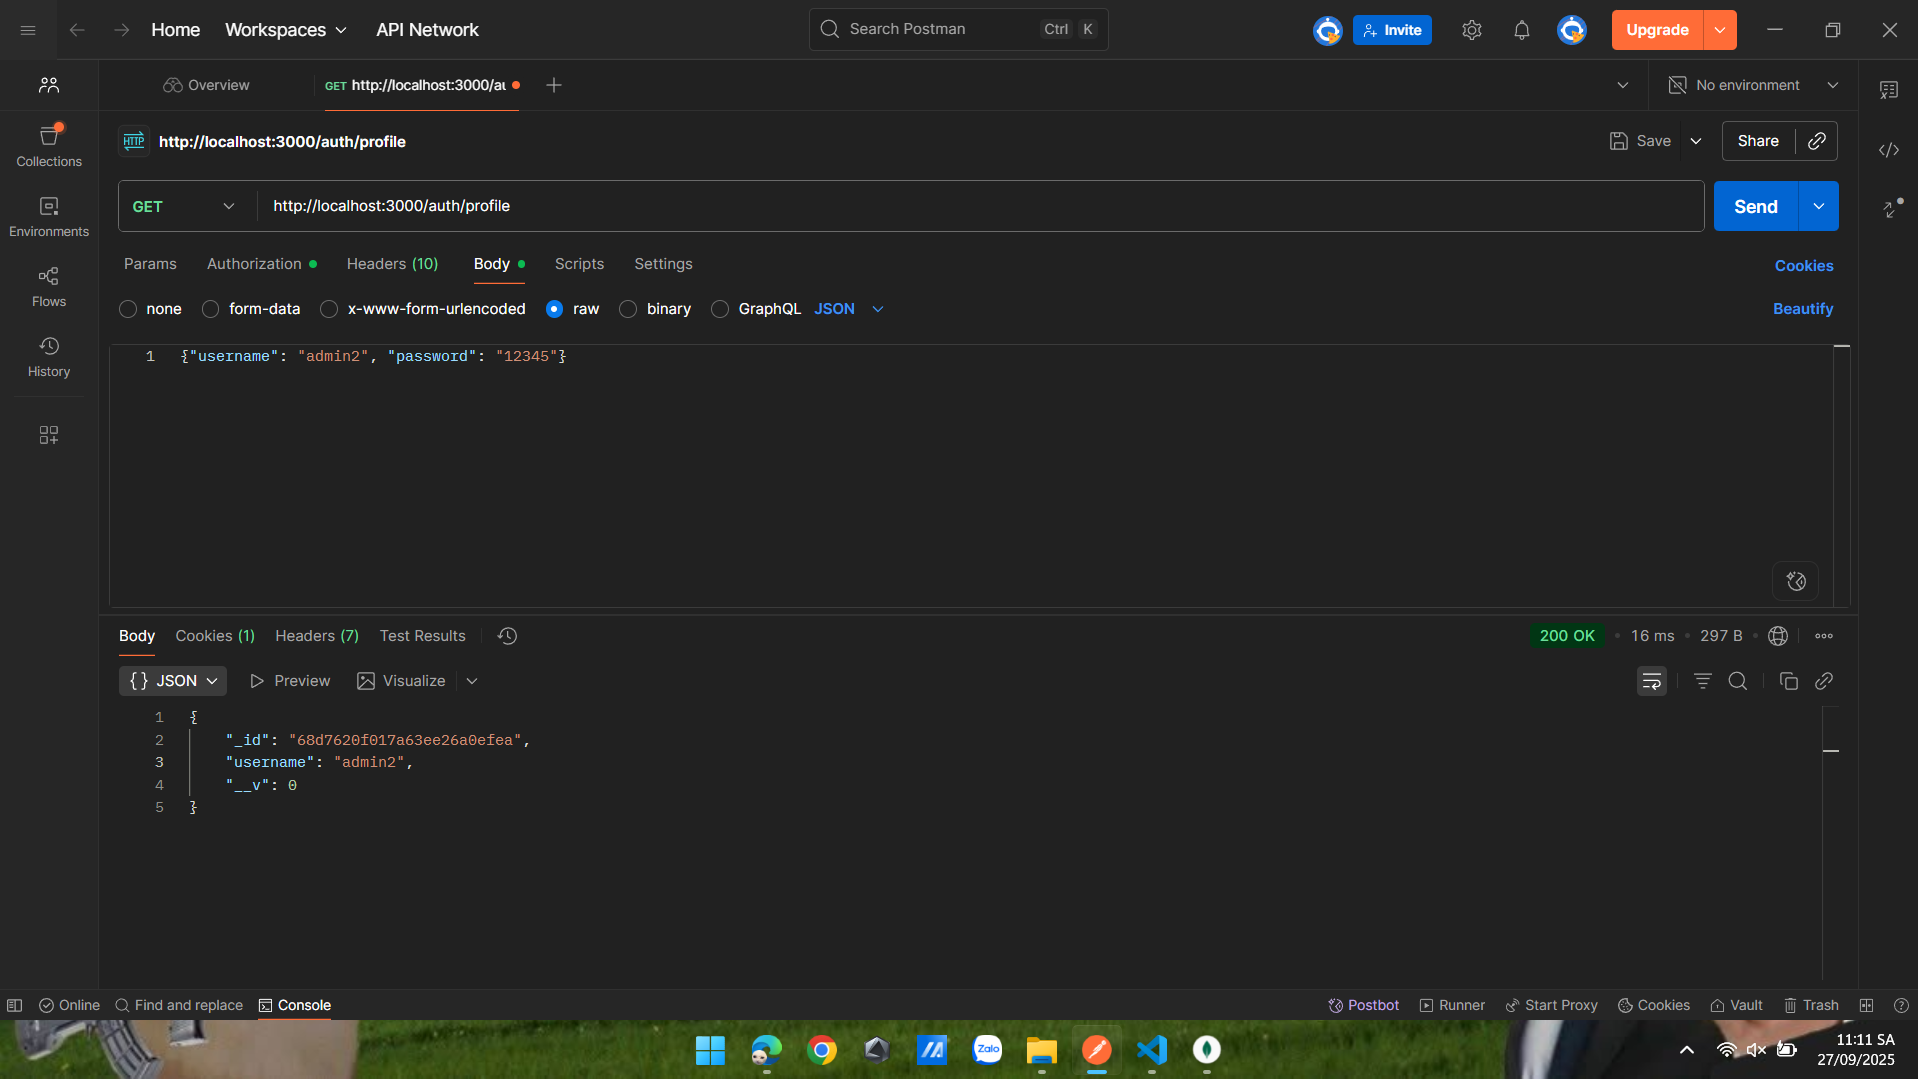 Home
Workspaces
API Network
Search Postman
Ctrl K
Invite
Upgrade
Overview
GET http://localhost:3000/au
No environment
HTTP http://localhost:3000/auth/profile
Save
Share
Collections
Environments
Flows
History
GET
http://localhost:3000/auth/profile
Send
Params
Authorization
Headers (10)
Body
Scripts
Settings
Cookies
none
form-data
x-www-form-urlencoded
raw
binary
GraphQL
JSON
Beautify
1 {"username": "admin2", "password": "12345"}
Body
Cookies (1)
Headers (7)
Test Results
200 OK • 16 ms • 297 B •
{} JSON
Preview
Visualize
1 {
2 "_id": "68d7620f017a63ee26a0efea",
3 "username": "admin2",
4 "__v": 0
5 }
Online
Find and replace
Console
Postbot
Runner
Start Proxy
Cookies
Vault
Trash
Zalo
11:11 SA
27/09/2025